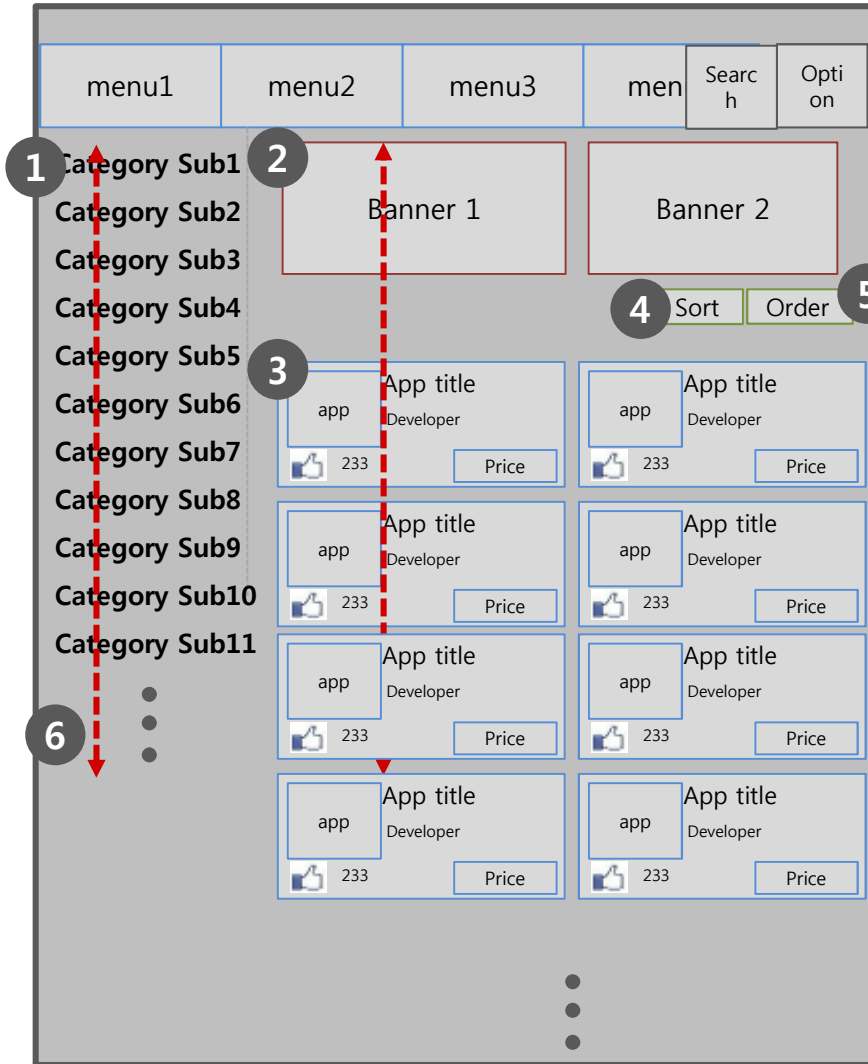 menu1
menu2
menu3
men
Searc
h
Opti
on
1
Category Sub1
Category Sub2
Category Sub3
Category Sub4
Category Sub5
Category Sub6
Category Sub7
Category Sub8
Category Sub9
Category Sub10
Category Sub11
6
2
Banner 1
Banner 2
4
Sort
Order
5
3
app
App title
Developer
233
Price
app
App title
Developer
233
Price
app
App title
Developer
233
Price
app
App title
Developer
233
Price
app
App title
Developer
233
Price
app
App title
Developer
233
Price
app
App title
Developer
233
Price
app
App title
Developer
233
Price